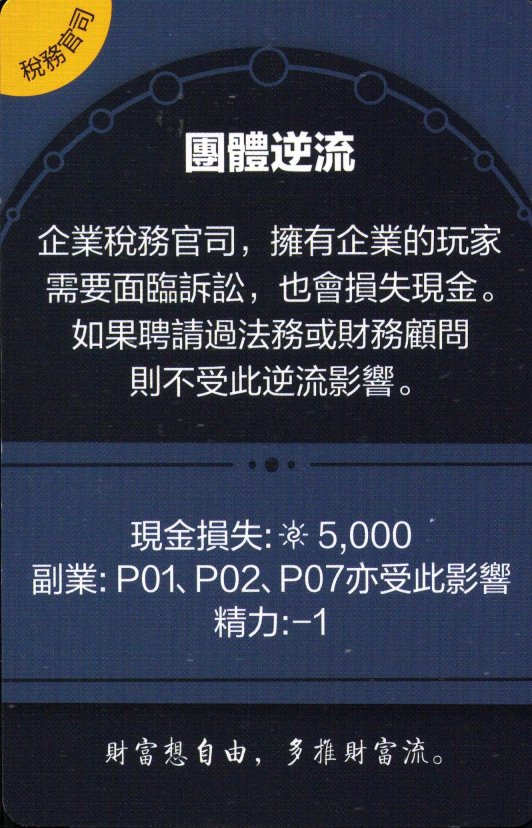 稅務官司
團體逆流
企業稅務官司，擁有企業的玩家
需要面臨訴訟，也會損失現金。
如果聘請過法務或財務顧問
則不受此逆流影響。
現金損失: 5,000
副業: P01、P02、P07亦受此影響
精力:-1
財富想自由，多推財富流。